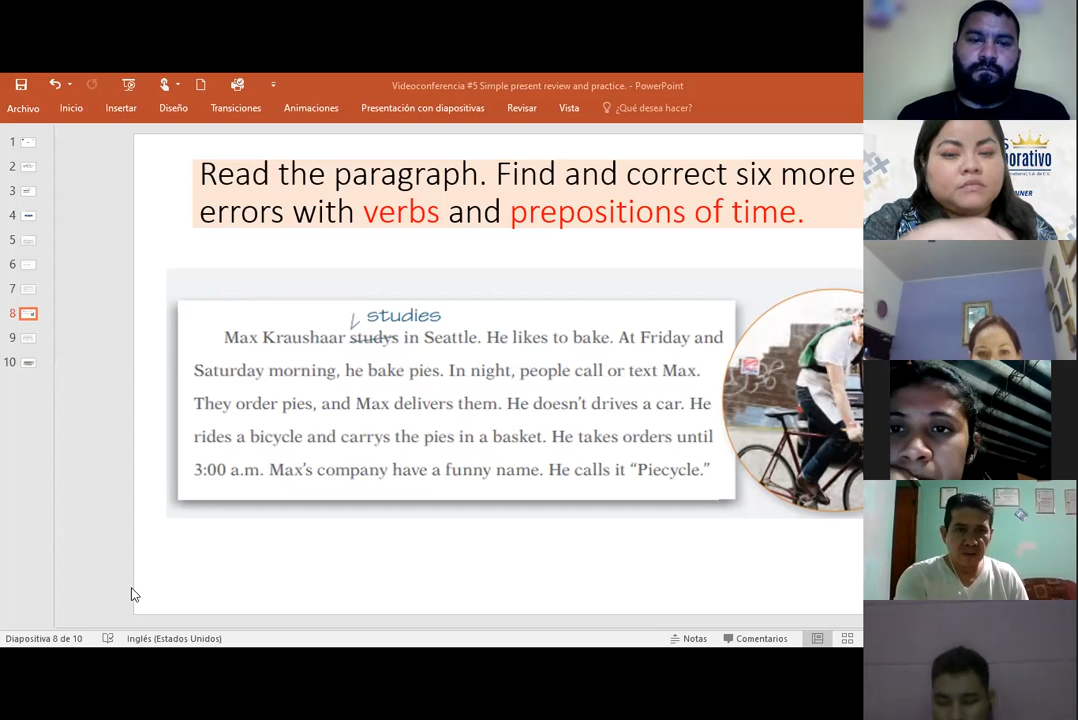 Videoconferencia #5 Simple present review and practice. - PowerPoint
Archivo Inicio Insertar Diseño Transiciones Animaciones Presentación con diapositivas Revisar Vista ¿Qué desea hacer?
1
2
3
4
5
6
7
8
9
10
Read the paragraph. Find and correct six more
errors with verbs and prepositions of time.
studies
Max Kraushaar studys in Seattle. He likes to bake. At Friday and
Saturday morning, he bake pies. In night, people call or text Max.
They order pies, and Max delivers them. He doesn't drives a car. He
rides a bicycle and carrys the pies in a basket. He takes orders until
3:00 a.m. Max's company have a funny name. He calls it “Piecycle.”
Diapositiva 8 de 10 Inglés (Estados Unidos) Notas Comentarios
S
orativo
NNER